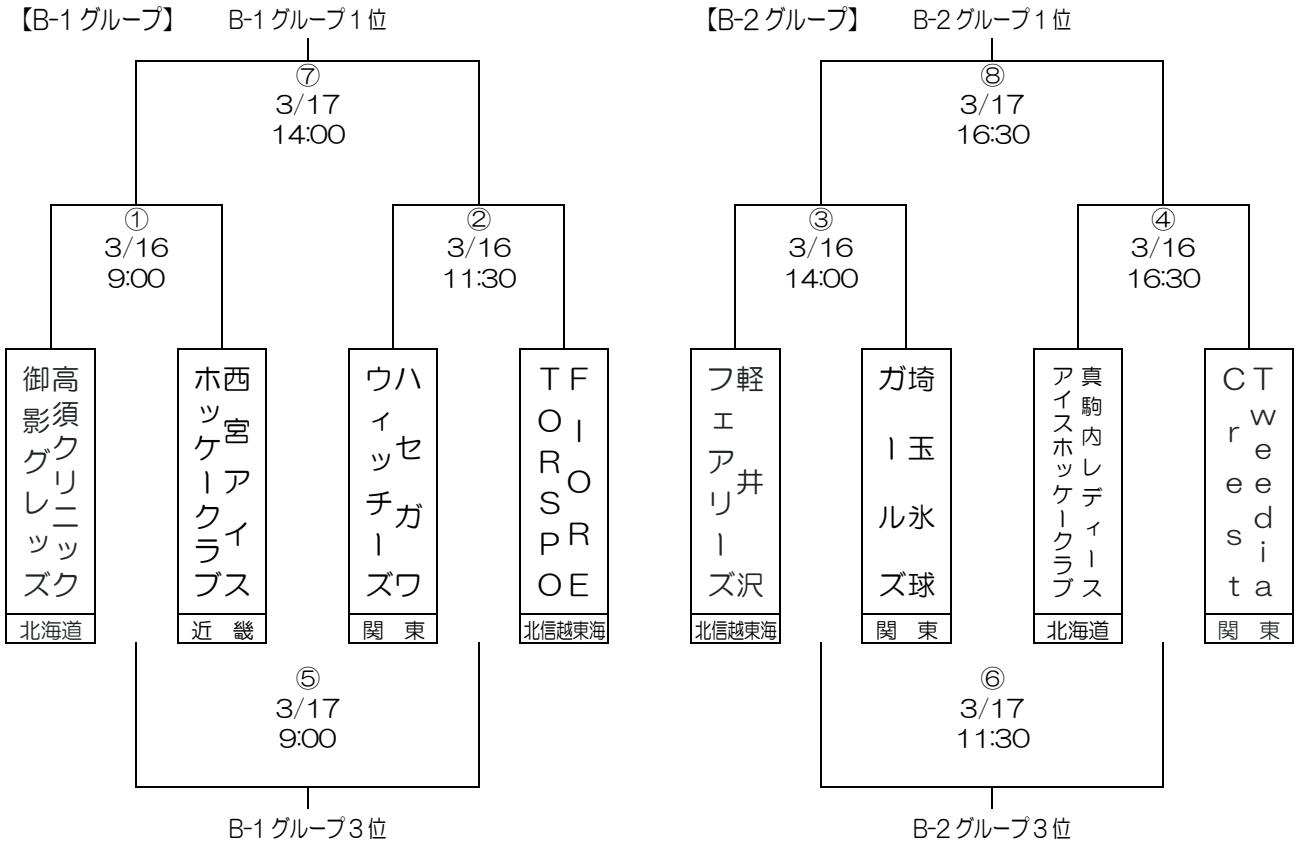 【B-1 グループ】 B-1 グループ 1 位
⑦
3/17
14:00
①
3/16
9:00
②
3/16
11:30
高須クリニック
御影グレッズ
北海道
西宮アイス
ホッケークラブ
近 畿
ハセガワ
ウィッチーズ
関 東
FIORE
TORSPO
北信越東海
⑤
3/17
9:00
B-1 グループ 3 位
【B-2 グループ】 B-2 グループ 1 位
⑧
3/17
16:30
③
3/16
14:00
④
3/16
16:30
軽井沢
フェアリーズ
北信越東海
埼玉氷球
ガールズ
関 東
真駒内レディース
アイスホッケークラブ
北海道
Tweedia
Crest
関 東
⑥
3/17
11:30
B-2 グループ 3 位